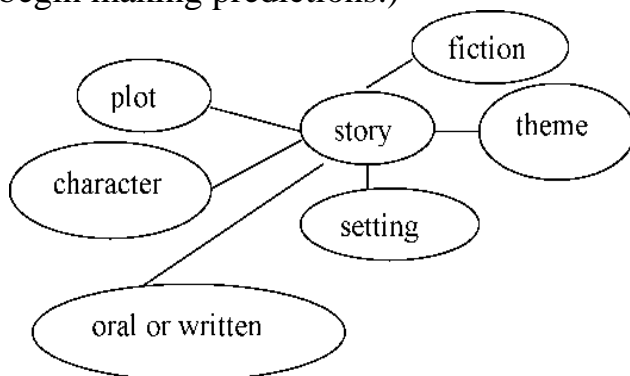 begin making predictions.)
fiction
plot
story
theme
character
setting
oral or written